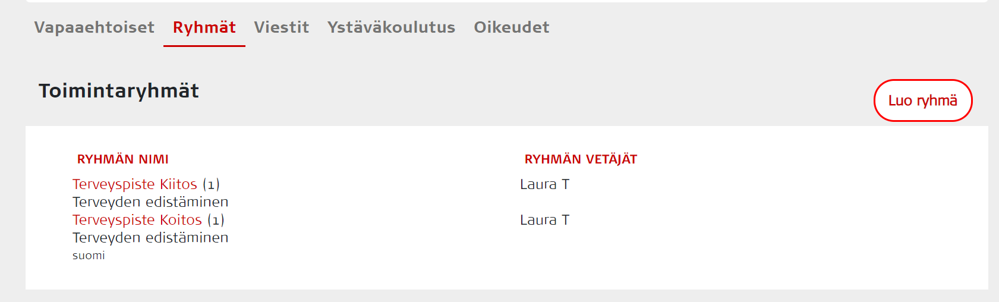 Vapaaehtoiset Ryhmät Viestit Ystäväkoulutus Oikeudet
Toimintaryhmät
Luo ryhmä
RYHMÄN NIMI RYHMÄN VETÄJÄT
Terveyspiste Kiitos (1) Laura T
Terveyden edistäminen
Terveyspiste Koitos (1) Laura T
Terveyden edistäminen
suomi